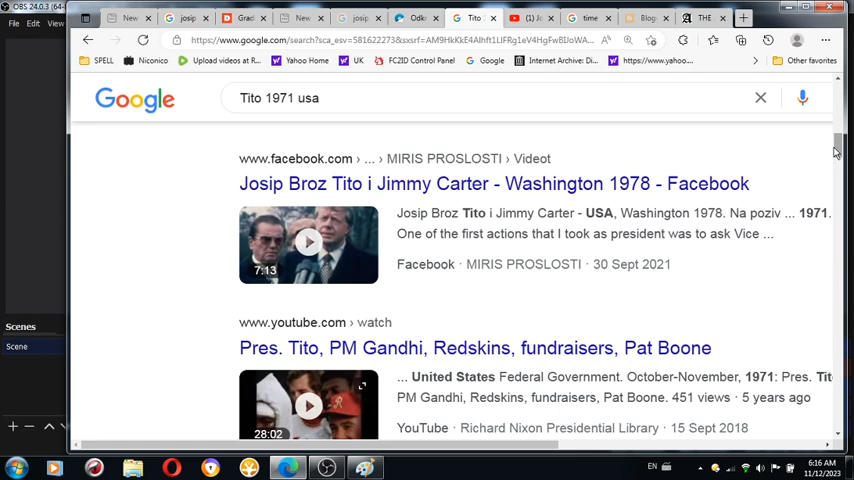 OBS 24.0.3 (64-
File Edit View
New
josip
Grad
New
josip
Odkr
Tito
(1) Jo
time
Blog
THE
https://www.google.com/search?sca_esv=581622273&sxsrf=AM9HkKkE4Alhft1LlFRg1eV4HgFwBlJoWA...
SPELL
Niconico
Upload videos at R...
Yahoo Home
UK
FC2ID Control Panel
Google
Internet Archive: Di...
https://www.yahoo....
Other favorites
Google
Tito 1971 usa
www.facebook.com › ... › MIRIS PROSLOSTI › Videot
Josip Broz Tito i Jimmy Carter - Washington 1978 - Facebook
Josip Broz Tito i Jimmy Carter - USA, Washington 1978. Na poziv ... 1971.
One of the first actions that I took as president was to ask Vice ...
7:13
Facebook · MIRIS PROSLOSTI · 30 Sept 2021
www.youtube.com › watch
Pres. Tito, PM Gandhi, Redskins, fundraisers, Pat Boone
... United States Federal Government. October-November, 1971: Pres. Tit
PM Gandhi, Redskins, fundraisers, Pat Boone. 451 views · 5 years ago
28:02
YouTube · Richard Nixon Presidential Library · 15 Sept 2018
Scenes
Scene
EN
6:16 AM
11/12/2023